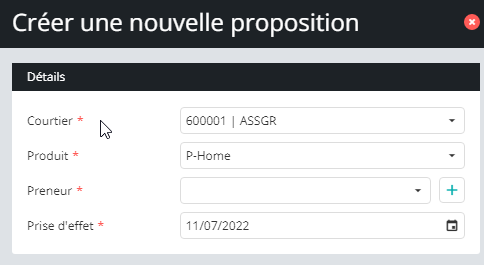 Créer une nouvelle proposition
Détails
Courtier * 600001 | ASSGR
Produit * P-Home
Preneur *
Prise d'effet * 11/07/2022